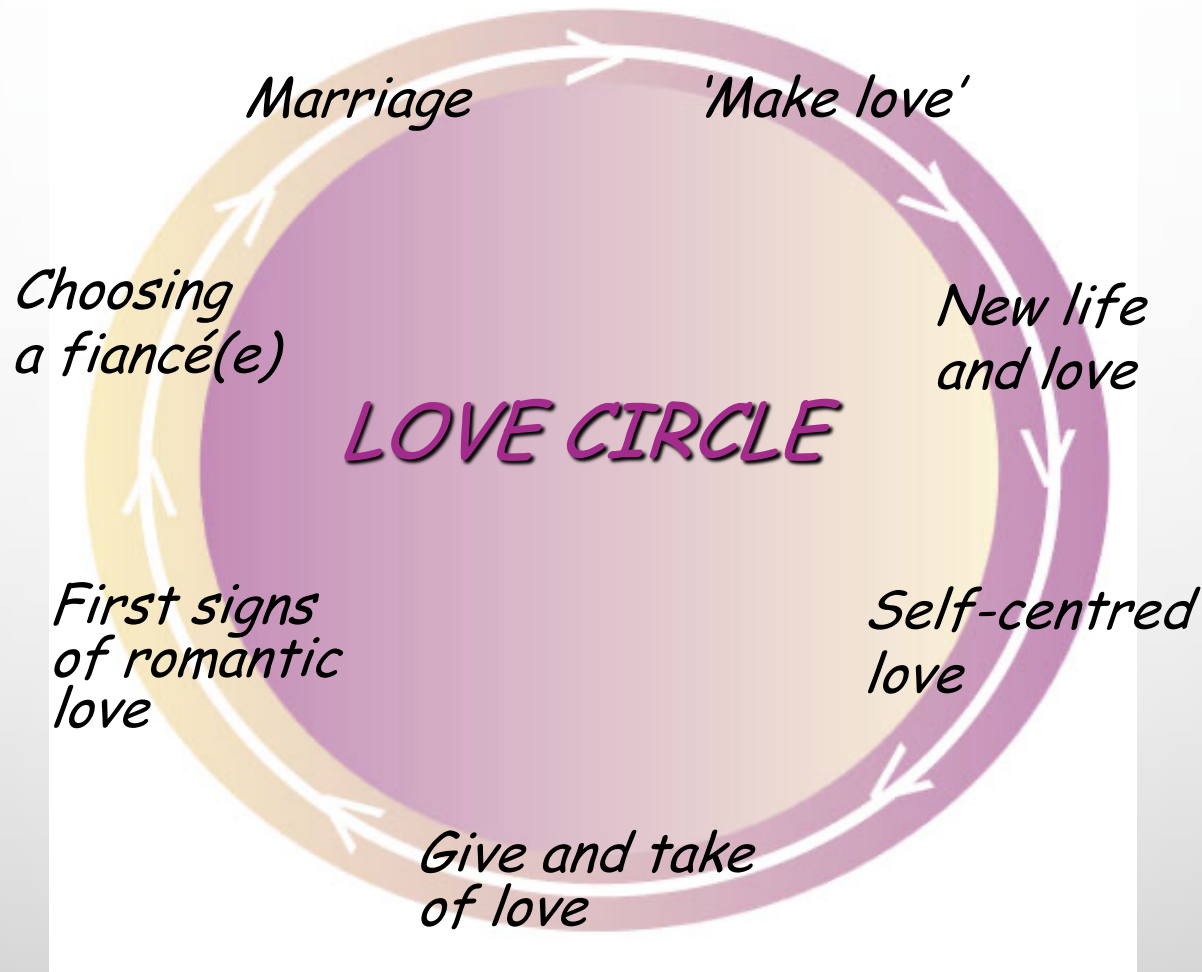 Marriage
‘Make love’
Choosing
a fiancé(e)
New life
and love
LOVE CIRCLE
First signs
of romantic
love
Self-centred
love
Give and take
of love